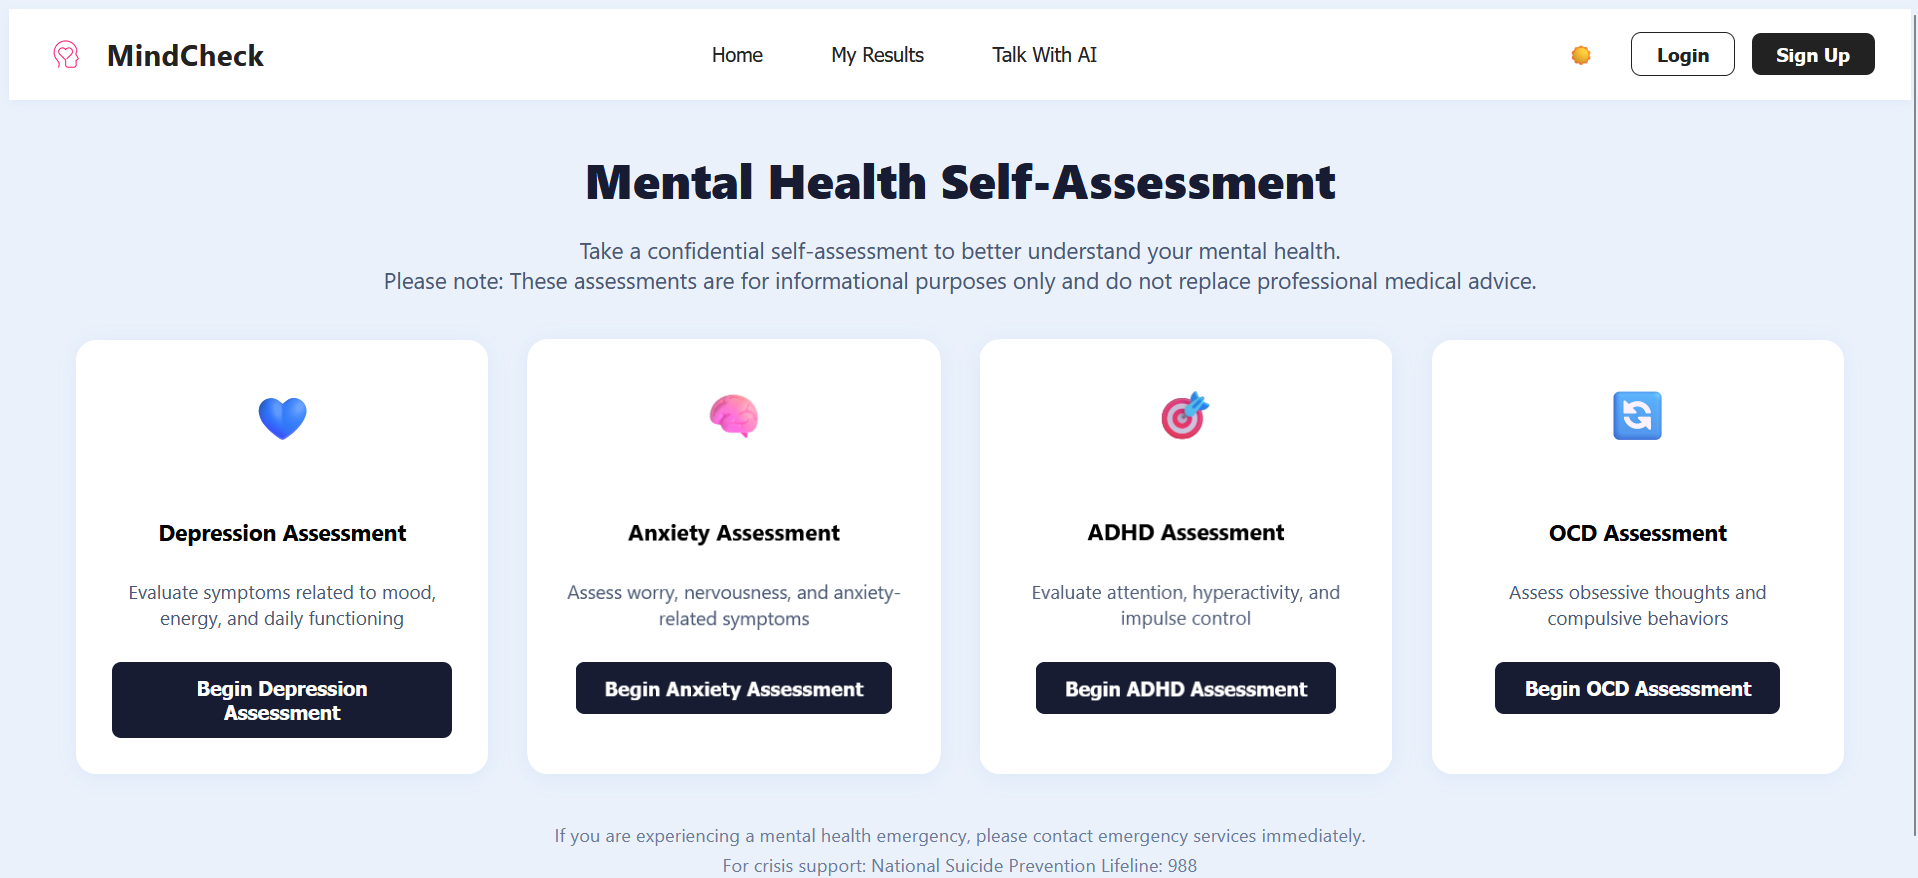 MindCheck
Home
My Results
Talk With AI
Login
Sign Up
Mental Health Self-Assessment
Take a confidential self-assessment to better understand your mental health.
Please note: These assessments are for informational purposes only and do not replace professional medical advice.
Depression Assessment
Evaluate symptoms related to mood,
energy, and daily functioning
Begin Depression
Assessment
Anxiety Assessment
Assess worry, nervousness, and anxiety-
related symptoms
Begin Anxiety Assessment
ADHD Assessment
Evaluate attention, hyperactivity, and
impulse control
Begin ADHD Assessment
OCD Assessment
Assess obsessive thoughts and
compulsive behaviors
Begin OCD Assessment
If you are experiencing a mental health emergency, please contact emergency services immediately.
For crisis support: National Suicide Prevention Lifeline: 988